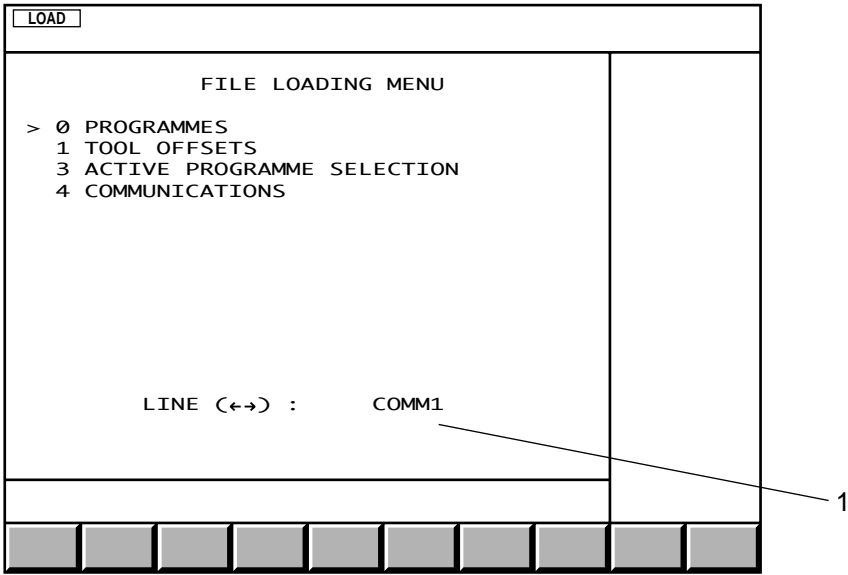 LOAD
FILE LOADING MENU
> 0 PROGRAMMES
1 TOOL OFFSETS
3 ACTIVE PROGRAMME SELECTION
4 COMMUNICATIONS
LINE (←→) : COMM1
1